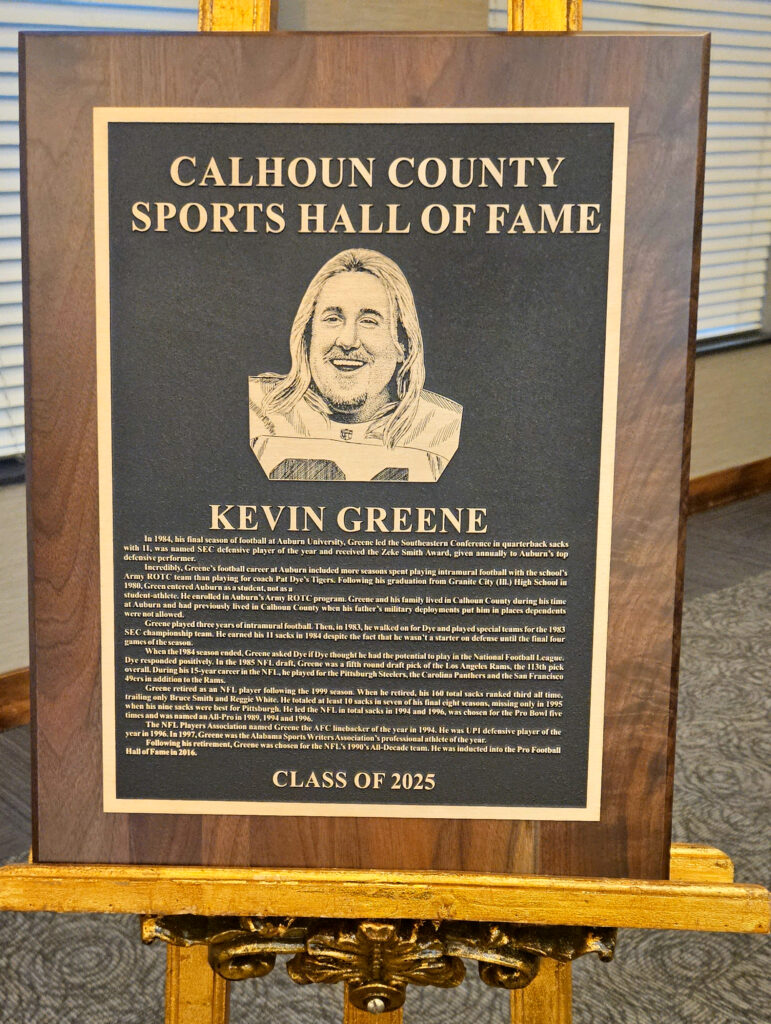 CALHOUN COUNTY
SPORTS HALL OF FAME
KEVIN GREENE
In 1984, his final season of football at Auburn University, Greene led the Southeastern Conference in quarterback sacks
with 11, was named SEC defensive player of the year and received the Zeke Smith Award, given annually to Auburn's top
defensive performer.
Incredibly, Greene's football career at Auburn included more seasons spent playing intramural football with the school's
Army ROTC team than playing for coach Pat Dye's Tigers. Following his graduation from Granite City (Ill.) High School in
1980, Green entered Auburn as a student, not as a
student-athlete. He enrolled in Auburn's Army ROTC program. Greene and his family lived in Calhoun County during his time
at Auburn and had previously lived in Calhoun County when his father's military deployments put him in places dependents
were not allowed.
Greene played three years of intramural football. Then, in 1983, he walked on for Dye and played special teams for the 1983
SEC championship team. He earned his 11 sacks in 1984 despite the fact that he wasn't a starter on defense until the final four
games of the season.
When the 1984 season ended, Greene asked Dye if Dye thought he had the potential to play in the National Football League.
Dye responded positively. In the 1985 NFL draft, Greene was a fifth round draft pick of the Los Angeles Rams, the 113th pick
overall. During his 15-year career in the NFL, he played for the Pittsburgh Steelers, the Carolina Panthers and the San Francisco
49ers in addition to the Rams.
Greene retired as an NFL player following the 1999 season. When he retired, his 160 total sacks ranked third all time,
trailing only Bruce Smith and Reggie White. He totaled at least 10 sacks in seven of his final eight seasons, missing only in 1995
when his nine sacks were best for Pittsburgh. He led the NFL in total sacks in 1994 and 1996, was chosen for the Pro Bowl five
times and was named an All-Pro in 1989, 1994 and 1996.
The NFL Players Association named Greene the AFC linebacker of the year in 1994. He was UPI defensive player of the
year in 1996. In 1997, Greene was the Alabama Sports Writers Association's professional athlete of the year.
Following his retirement, Greene was chosen for the NFL's 1990's All-Decade team. He was inducted into the Pro Football
Hall of Fame in 2016.
CLASS OF 2025